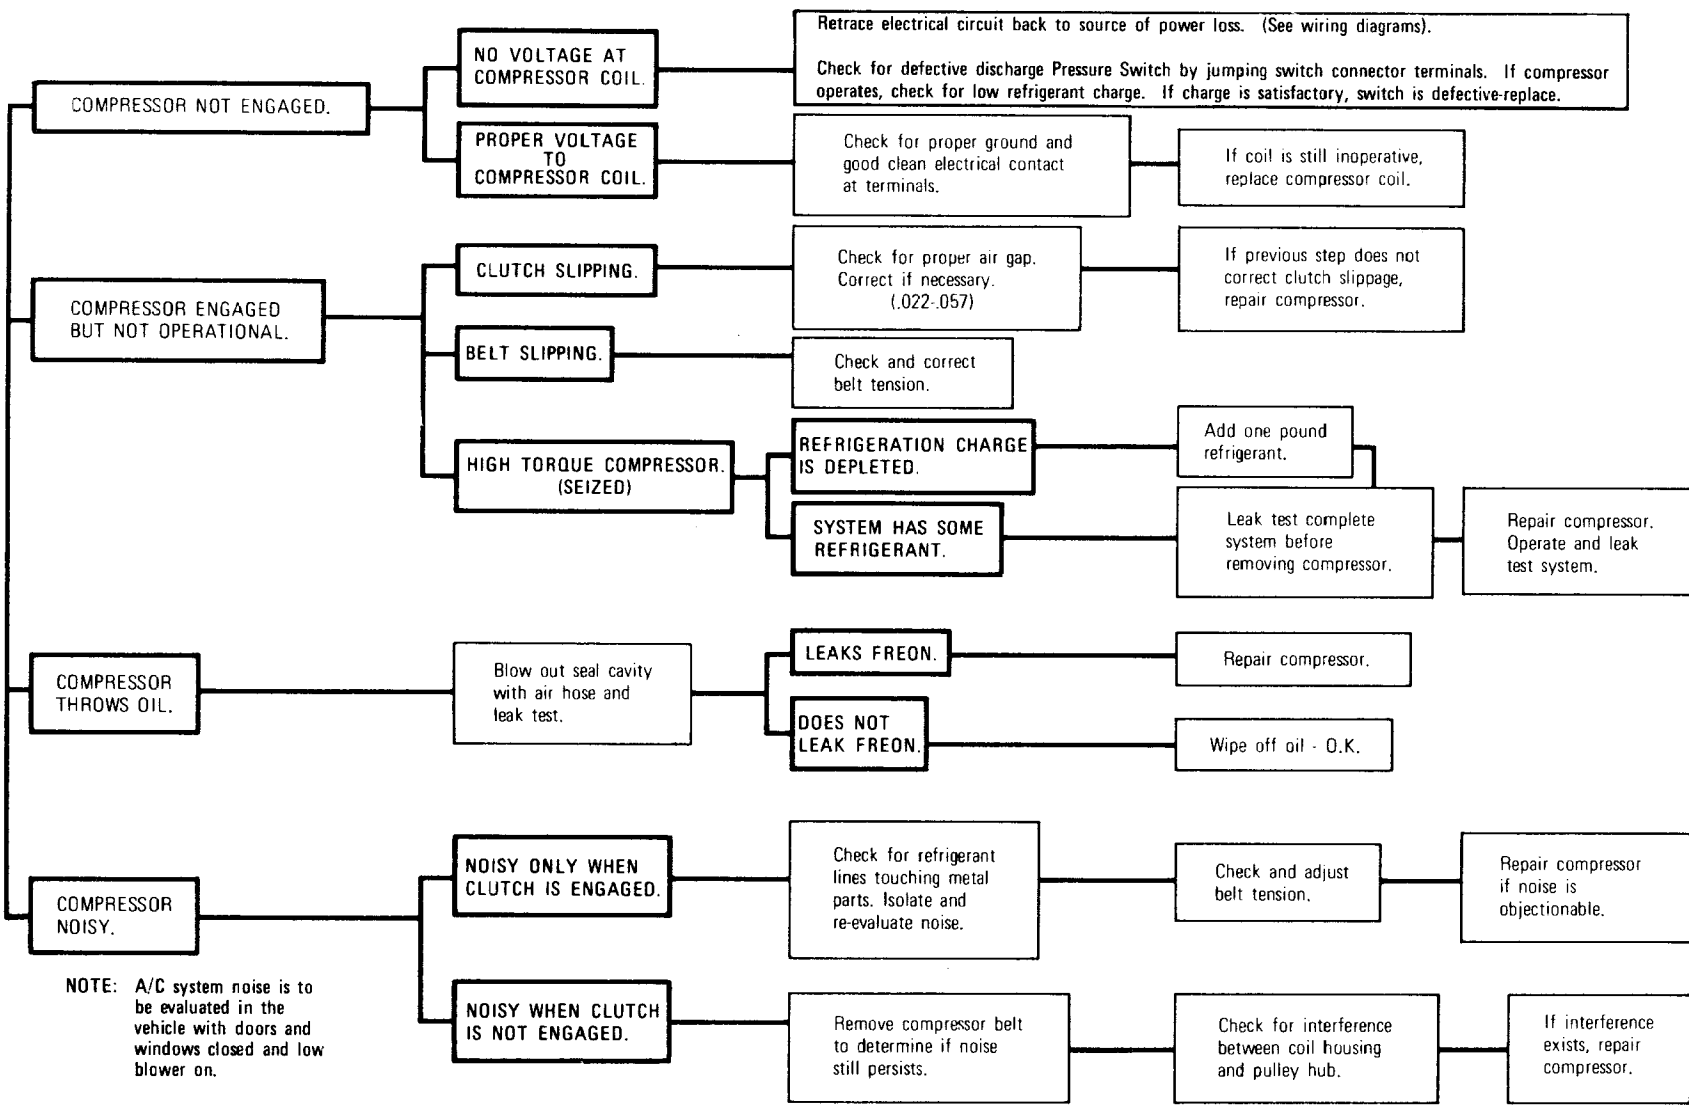 Retrace electrical circuit back to source of power loss. (See wiring diagrams).
Check for defective discharge Pressure Switch by jumping switch connector terminals. If compressor
operates, check for low refrigerant charge. If charge is satisfactory, switch is defective-replace.
NO VOLTAGE AT
COMPRESSOR COIL.
COMPRESSOR NOT ENGAGED.
PROPER VOLTAGE
TO
COMPRESSOR COIL.
Check for proper ground and
good clean electrical contact
at terminals.
If coil is still inoperative,
replace compressor coil.
COMPRESSOR ENGAGED
BUT NOT OPERATIONAL.
CLUTCH SLIPPING.
Check for proper air gap.
Correct if necessary.
(.022-.057)
If previous step does not
correct clutch slippage,
repair compressor.
BELT SLIPPING.
Check and correct
belt tension.
HIGH TORQUE COMPRESSOR.
(SEIZED)
REFRIGERATION CHARGE
IS DEPLETED.
Add one pound
refrigerant.
SYSTEM HAS SOME
REFRIGERANT.
Leak test complete
system before
removing compressor.
Repair compressor.
Operate and leak
test system.
COMPRESSOR
THROWS OIL.
Blow out seal cavity
with air hose and
leak test.
LEAKS FREON.
Repair compressor.
DOES NOT
LEAK FREON.
Wipe off oil - O.K.
COMPRESSOR
NOISY.
NOISY ONLY WHEN
CLUTCH IS ENGAGED.
Check for refrigerant
lines touching metal
parts. Isolate and
re-evaluate noise.
Check and adjust
belt tension.
Repair compressor
if noise is
objectionable.
NOISY WHEN CLUTCH
IS NOT ENGAGED.
Remove compressor belt
to determine if noise
still persists.
Check for interference
between coil housing
and pulley hub.
If interference
exists, repair
compressor.
NOTE: A/C system noise is to
be evaluated in the
vehicle with doors and
windows closed and low
blower on.